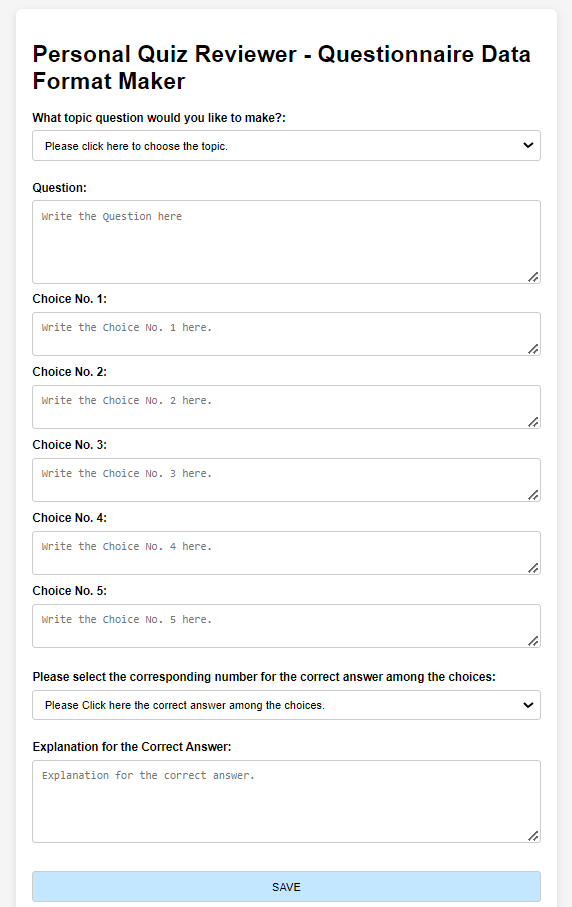 Personal Quiz Reviewer - Questionnaire Data
Format Maker
What topic question would you like to make?:
Please click here to choose the topic.
Question:
Write the Question here
Choice No. 1:
Write the Choice No. 1 here.
Choice No. 2:
Write the Choice No. 2 here.
Choice No. 3:
Write the Choice No. 3 here.
Choice No. 4:
Write the Choice No. 4 here.
Choice No. 5:
Write the Choice No. 5 here.
Please select the corresponding number for the correct answer among the choices:
Please Click here the correct answer among the choices.
Explanation for the Correct Answer:
Explanation for the correct answer.
SAVE